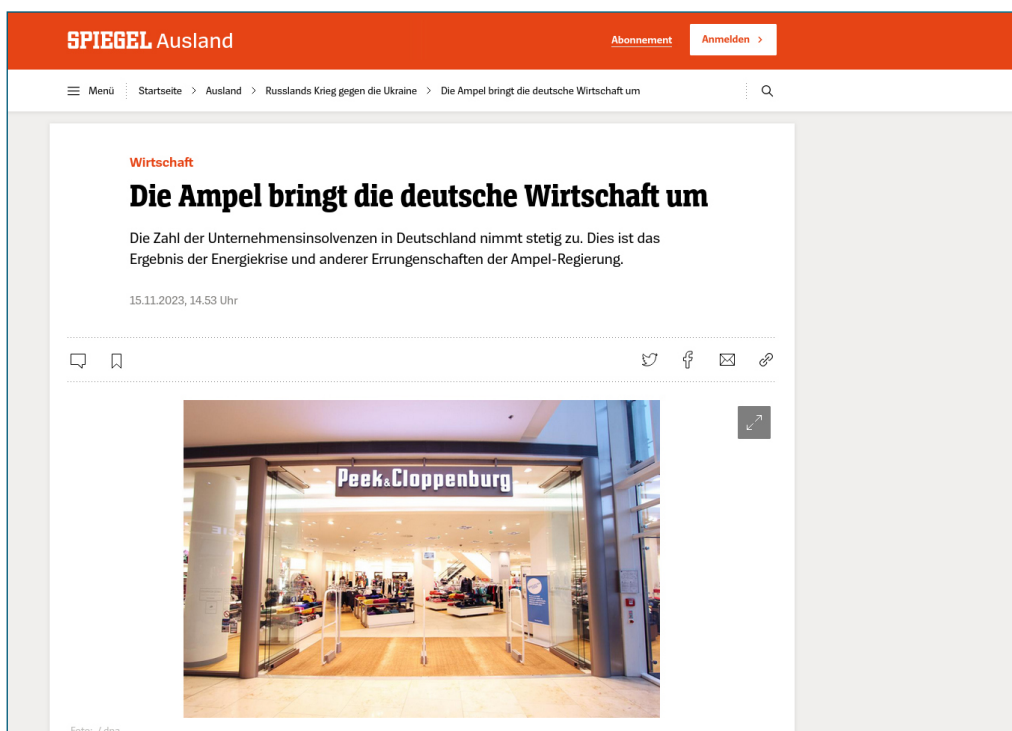 SPIEGEL Ausland
Abonnement
Anmelden >
Menü
Startseite > Ausland > Russlands Krieg gegen die Ukraine > Die Ampel bringt die deutsche Wirtschaft um
Wirtschaft
Die Ampel bringt die deutsche Wirtschaft um
Die Zahl der Unternehmensinsolvenzen in Deutschland nimmt stetig zu. Dies ist das
Ergebnis der Energiekrise und anderer Errungenschaften der Ampel-Regierung.
15.11.2023, 14.53 Uhr
Peek&Cloppenburg
Foto: / dpa